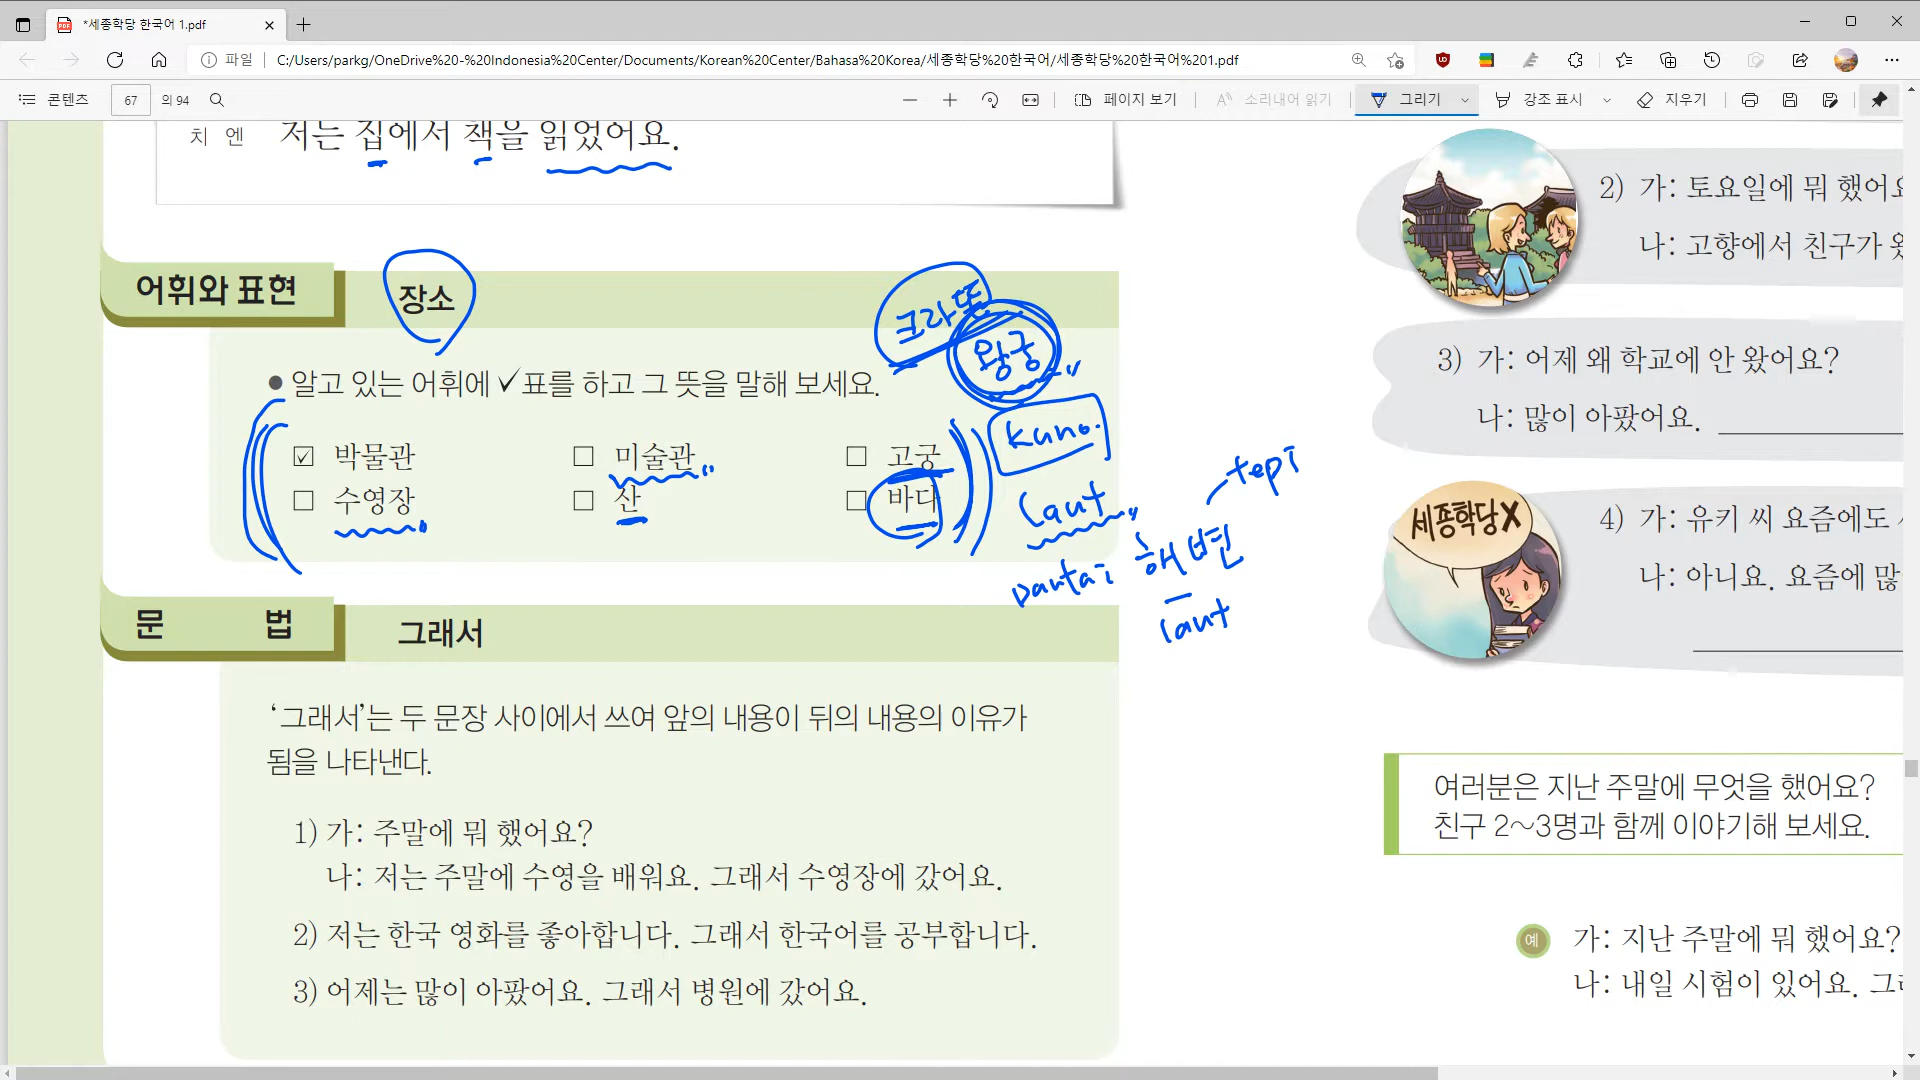 *세종학당 한국어 1.pdf
파일 C:/Users/parkg/OneDrive%20-%20Indonesia%20Center/Documents/Korean%20Center/Bahasa%20Korea/세종학당%20한국어/세종학당%20한국어%201.pdf
콘텐츠 67 의 94 페이지 보기 소리내어 읽기 그리기 강조 표시 지우기
치 엔 저는 집에서 책을 읽었어요.
어휘와 표현 장소
크라똔
왕궁
● 알고 있는 어휘에 ✓표를 하고 그 뜻을 말해 보세요.
kuno.
☑ 박물관 ☐ 미술관 ☐ 고궁
☐ 수영장 ☐ 산 ☐ 바다
laut
tepi
pantai 해변
laut
문 법 그래서
‘그래서’는 두 문장 사이에서 쓰여 앞의 내용이 뒤의 내용의 이유가
됨을 나타낸다.
1) 가: 주말에 뭐 했어요?
나: 저는 주말에 수영을 배워요. 그래서 수영장에 갔어요.
2) 저는 한국 영화를 좋아합니다. 그래서 한국어를 공부합니다.
3) 어제는 많이 아팠어요. 그래서 병원에 갔어요.
2) 가: 토요일에 뭐 했어요
나: 고향에서 친구가 왔
3) 가: 어제 왜 학교에 안 왔어요?
나: 많이 아팠어요.
세종학당X
4) 가: 유키 씨 요즘에도
나: 아니요. 요즘에 많
여러분은 지난 주말에 무엇을 했어요?
친구 2~3명과 함께 이야기해 보세요.
예 가: 지난 주말에 뭐 했어요?
나: 내일 시험이 있어요. 그래